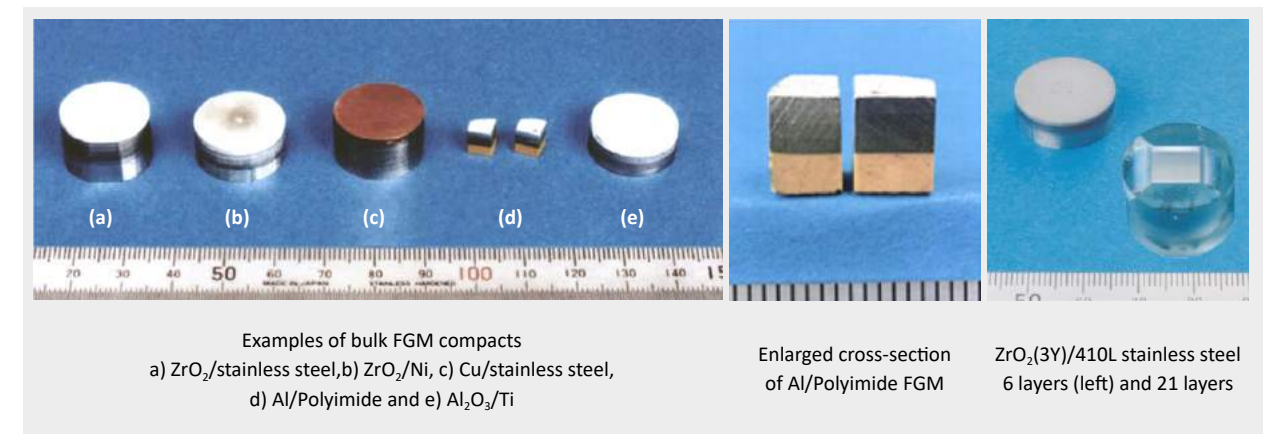 (a) (b) (c) (d) (e)
20 30 40 50 60 70 80 90 100 110 120 130 140 15
MADE IN JAPAN STAINLESS HARDENED
Examples of bulk FGM compacts
a) ZrO₂/stainless steel,b) ZrO₂/Ni, c) Cu/stainless steel,
d) Al/Polyimide and e) Al₂O₃/Ti
Enlarged cross-section
of Al/Polyimide FGM
ZrO₂(3Y)/410L stainless steel
6 layers (left) and 21 layers